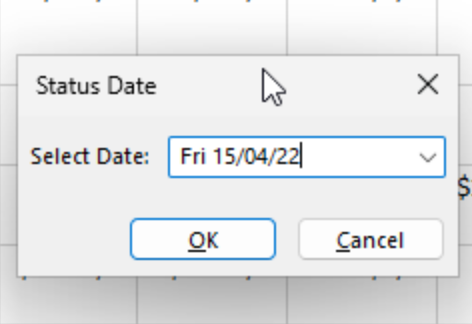 Status Date
Select Date: Fri 15/04/22
OK Cancel
$